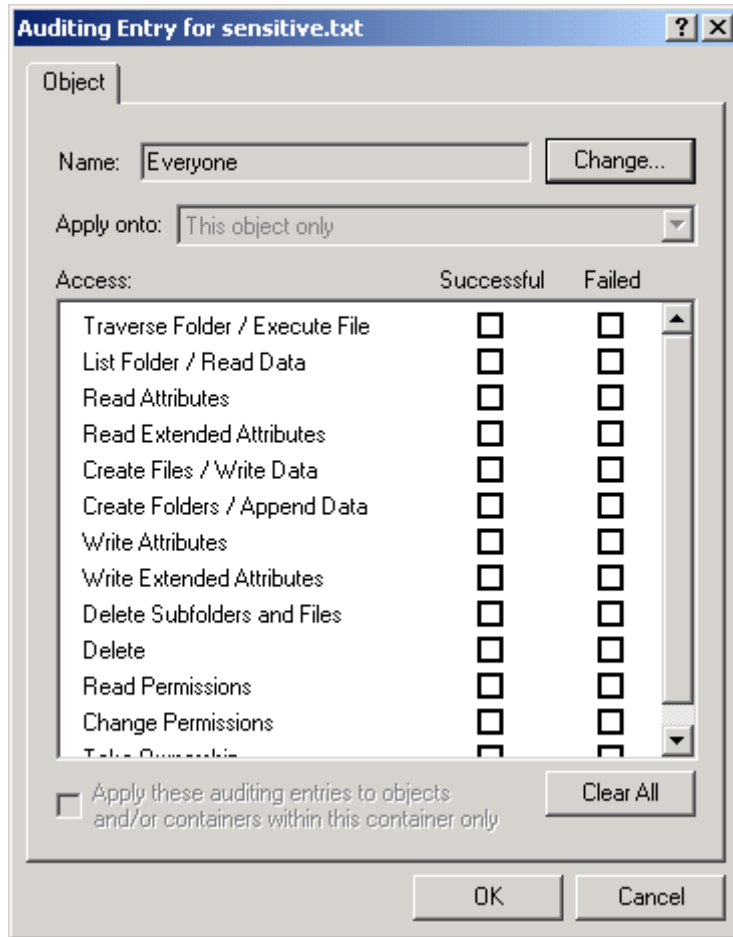 Auditing Entry for sensitive.txt
Object
Name: Everyone Change...
Apply onto: This object only
Access: Successful Failed
Traverse Folder / Execute File
List Folder / Read Data
Read Attributes
Read Extended Attributes
Create Files / Write Data
Create Folders / Append Data
Write Attributes
Write Extended Attributes
Delete Subfolders and Files
Delete
Read Permissions
Change Permissions
Take Ownership
Apply these auditing entries to objects
and/or containers within this container only
Clear All
OK Cancel